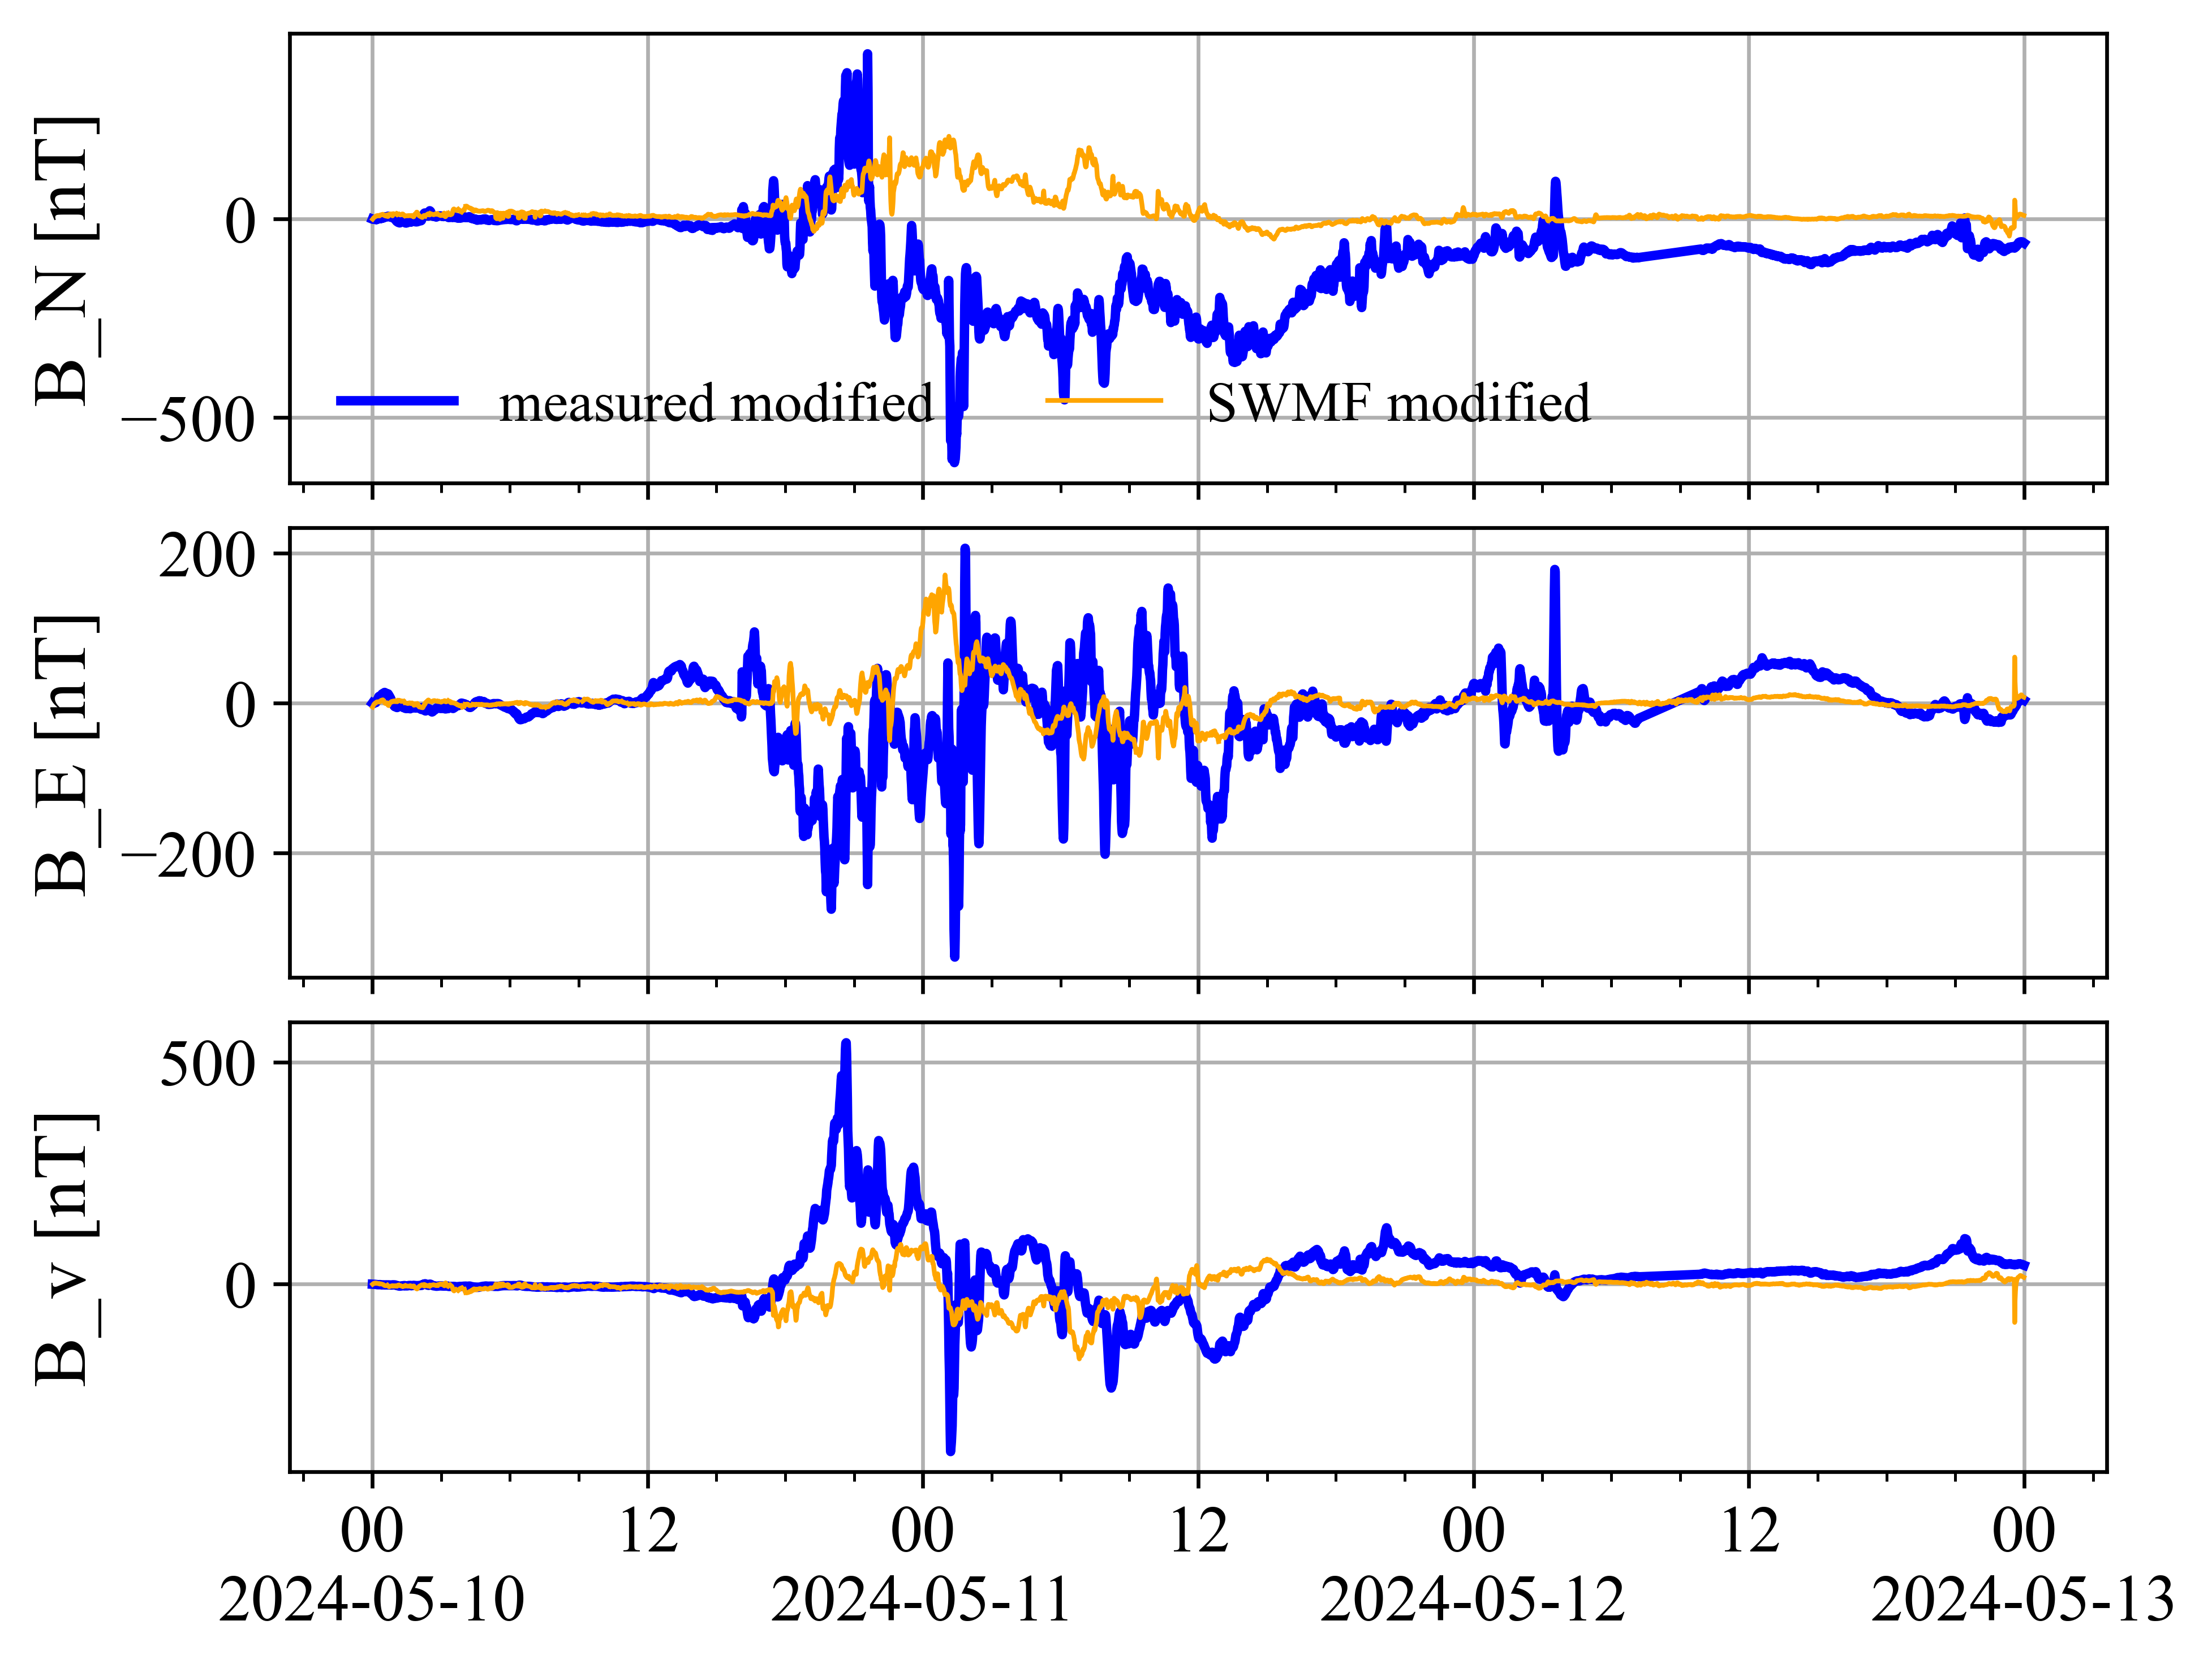 B_N [nT]
0
−500
measured modified
SWMF modified
B_E [nT]
200
0
−200
B_v [nT]
500
0
00 12 00 12 00 12 00
2024-05-10 2024-05-11 2024-05-12 2024-05-13